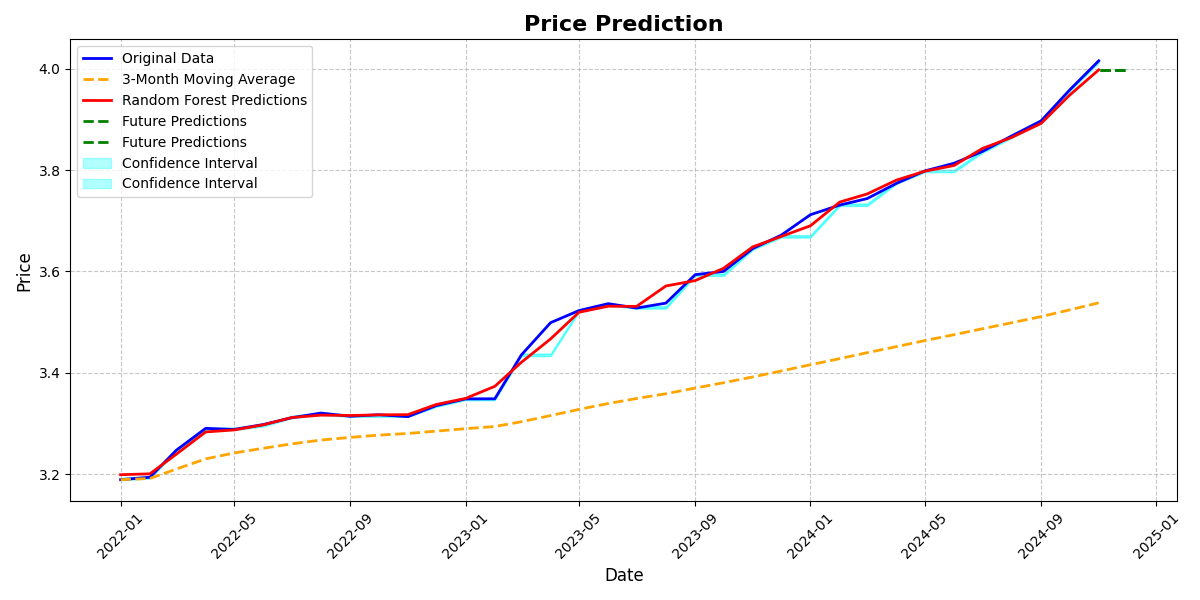 Price Prediction
Original Data
3-Month Moving Average
Random Forest Predictions
Future Predictions
Future Predictions
Confidence Interval
Confidence Interval
Price
4.0
3.8
3.6
3.4
3.2
2022-01
2022-05
2022-09
2023-01
2023-05
2023-09
2024-01
2024-05
2024-09
2025-01
Date